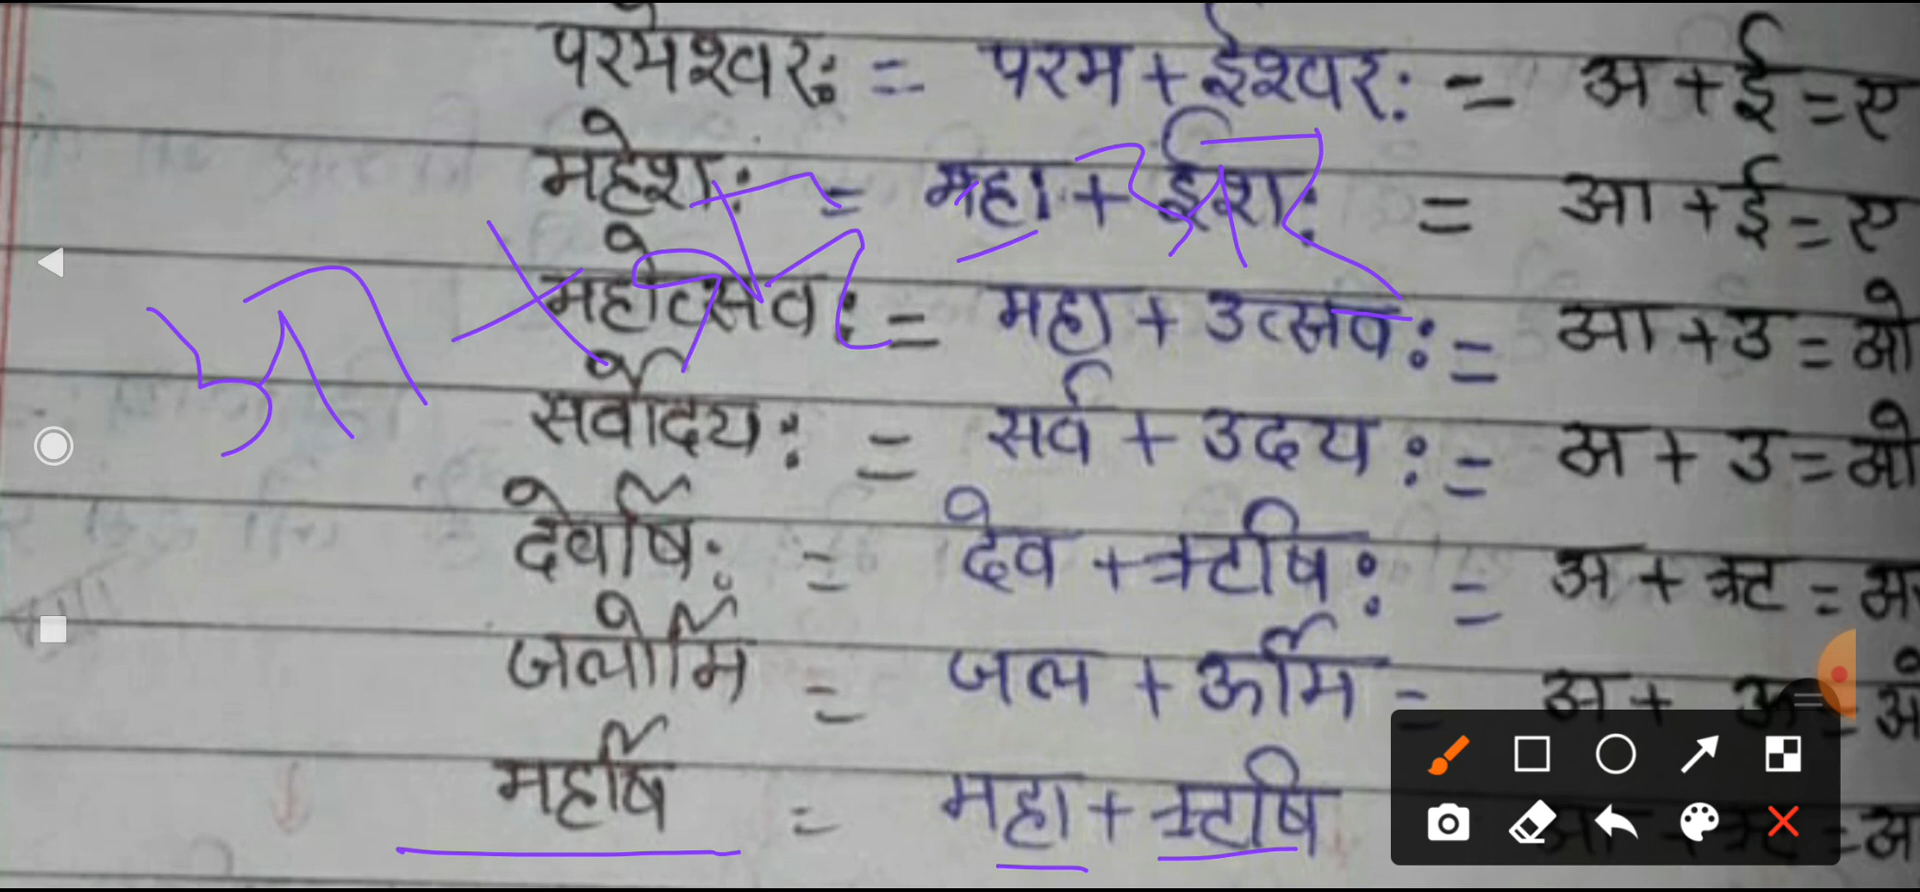 परमेश्वरः = परम + ईश्वरः = अ + ई = ए
महेशः = महा + ईशः = आ + ई = ए
महोत्सवः = महा + उत्सवः = आ + उ = ओ
सर्वोदयः = सर्व + उदयः = अ + उ = ओ
देवर्षिः = देव + ऋषिः = अ + ऋ = अ
जलोर्मि = जल + ऊर्मि = अ + ऊ =
महर्षि = महा + ऋषि
आ + ऋ = अर